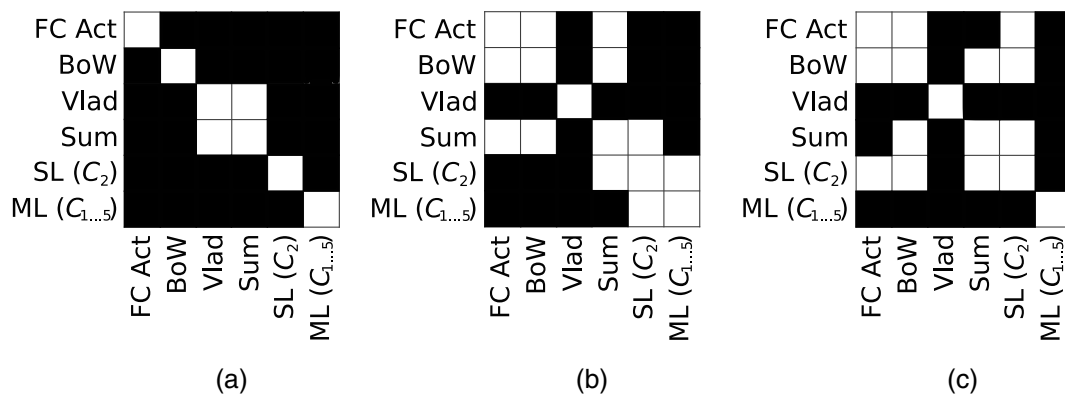 FC Act
BoW
Vlad
Sum
SL (C₂)
ML (C₁...₅)
FC Act
BoW
Vlad
Sum
SL (C₂)
ML (C₁...₅)
(a)
FC Act
BoW
Vlad
Sum
SL (C₂)
ML (C₁...₅)
FC Act
BoW
Vlad
Sum
SL (C₂)
ML (C₁...₅)
(b)
FC Act
BoW
Vlad
Sum
SL (C₂)
ML (C₁...₅)
FC Act
BoW
Vlad
Sum
SL (C₂)
ML (C₁...₅)
(c)